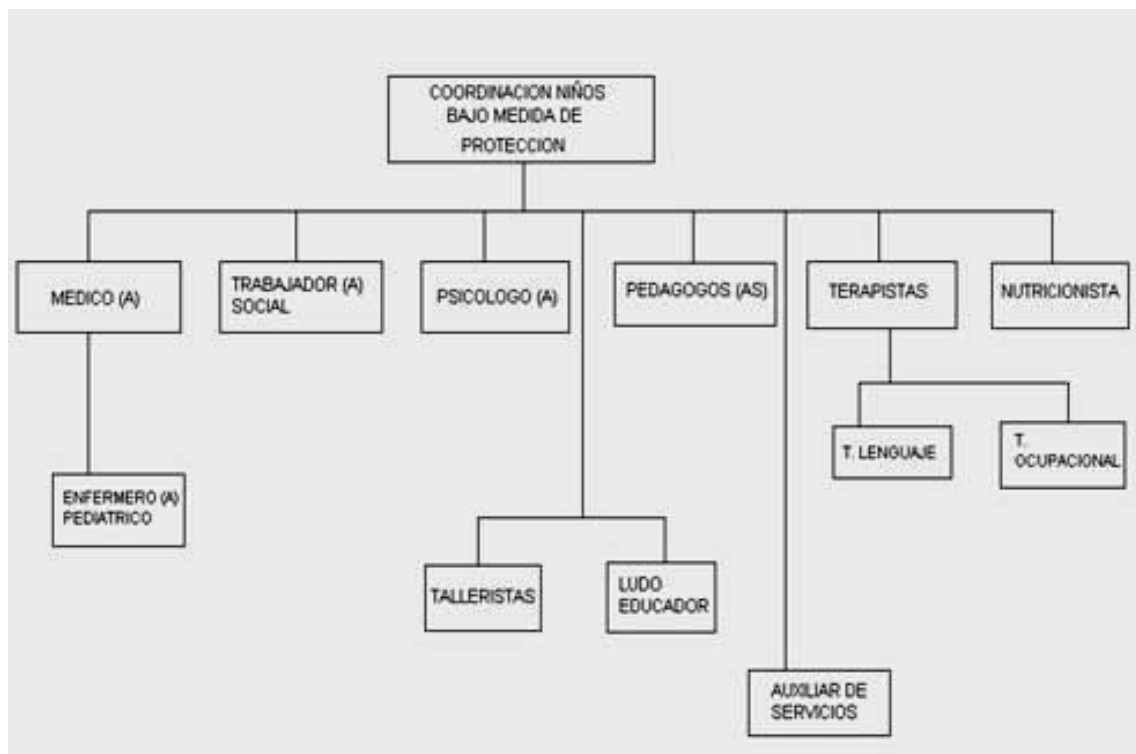 COORDINACION NIÑOS
BAJO MEDIDA DE
PROTECCION
MEDICO (A)
TRABAJADOR (A)
SOCIAL
PSICOLOGO (A)
PEDAGOGOS (AS)
TERAPISTAS
NUTRICIONISTA
T. LENGUAJE
T.
OCUPACIONAL
ENFERMERO (A)
PEDIATRICO
TALLERISTAS
LUDO
EDUCADOR
AUXILIAR DE
SERVICIOS